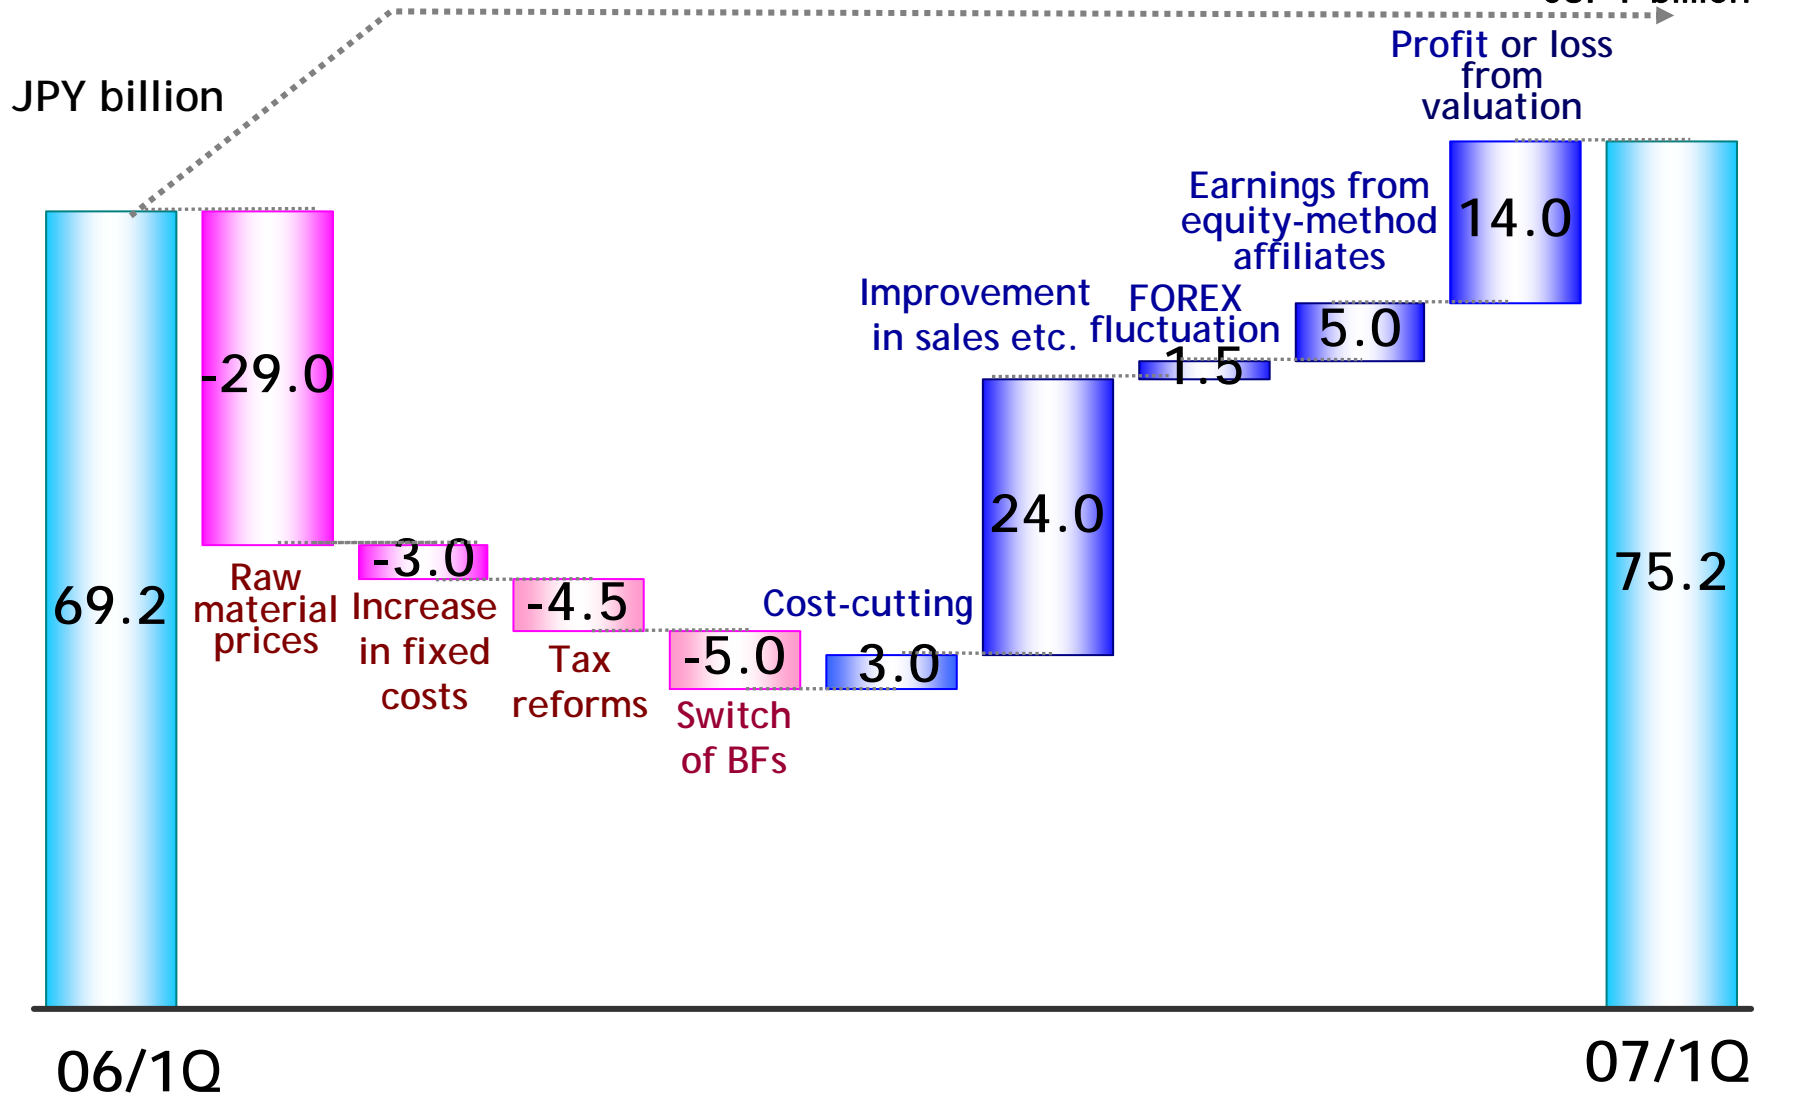 billion
JPY billion
Profit or loss
from
valuation
14.0
Earnings from
equity-method
affiliates
5.0
FOREX
fluctuation
1.5
Improvement
in sales etc.
24.0
-29.0
Raw
material
prices
-3.0
Increase
in fixed
costs
-4.5
Tax
reforms
-5.0
Switch
of BFs
Cost-cutting
3.0
69.2
75.2
06/1Q
07/1Q